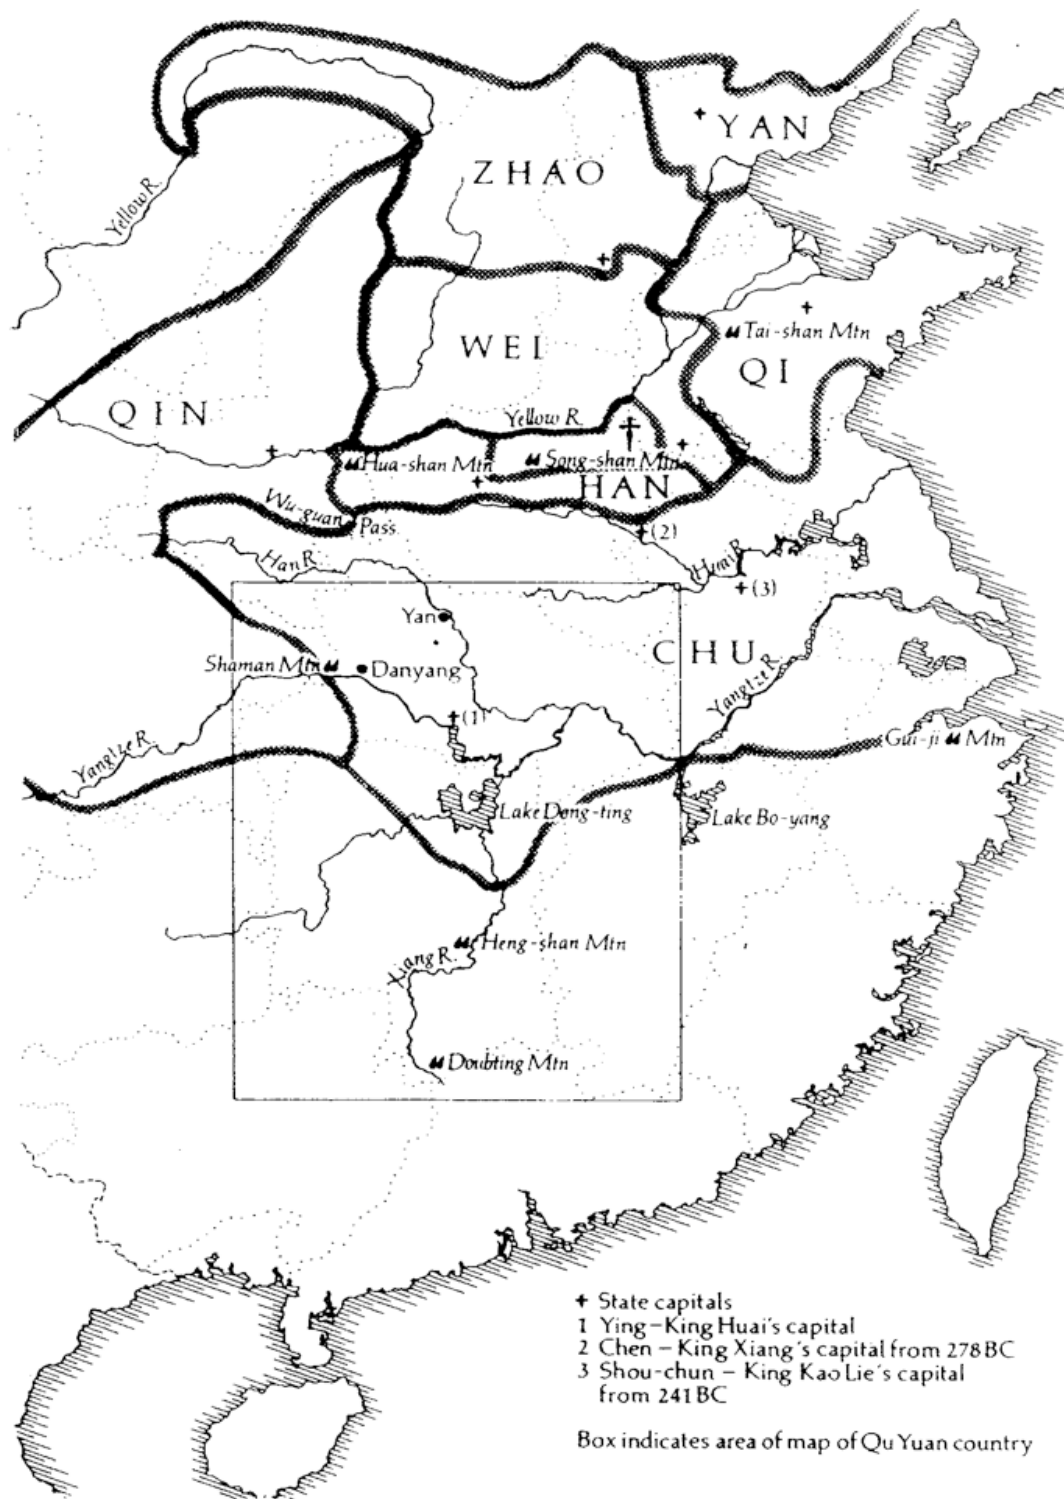 YAN
ZHAO
Yellow R.
Tai-shan Mtn
WEI
QI
QIN
Yellow R.
Hua-shan Mtn
Song-shan Mtn
HAN
Wu-guan
Pass
(2)
Han R.
Huai R.
(3)
Yan
CHU
Shaman Mtn
Danyang
Yangtze R.
(1)
Yangtze R.
Gui-ji Mtn
Lake Dong-ting
Lake Bo-yang
Heng-shan Mtn
Xiang R.
Doubting Mtn
State capitals
1 Ying – King Huai's capital
2 Chen – King Xiang's capital from 278 BC
3 Shou-chun – King Kao Lie's capital
from 241 BC
Box indicates area of map of Qu Yuan country